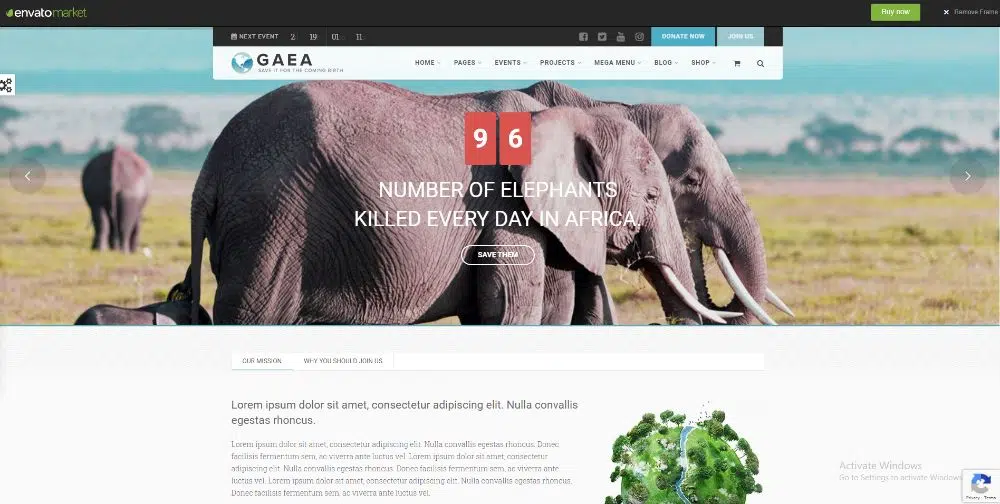 envatomarket
Buy now
× Remove Frame
NEXT EVENT 2 19 01 11
DONATE NOW
JOIN US
GAEA
SAVE IT FOR THE COMING BIRTH
HOME
PAGES
EVENTS
PROJECTS
MEGA MENU
BLOG
SHOP
9 6
NUMBER OF ELEPHANTS
KILLED EVERY DAY IN AFRICA.
SAVE THEM
OUR MISSION
WHY YOU SHOULD JOIN US
Lorem ipsum dolor sit amet, consectetur adipiscing elit. Nulla convallis
egestas rhoncus.
Lorem ipsum dolor sit amet, consectetur adipiscing elit. Nulla convallis egestas rhoncus. Donec
facilisis fermentum sem, ac viverra ante luctus vel. Lorem ipsum dolor sit amet, consectetur
adipiscing elit. Nulla convallis egestas rhoncus. Donec facilisis fermentum sem, ac viverra ante
luctus vel. Lorem ipsum dolor sit amet, consectetur adipiscing elit. Nulla convallis egestas rhoncus.
Donec facilisis fermentum sem, ac viverra ante luctus vel.
Activate Windows
Go to Settings to activate Windows
Privacy - Terms